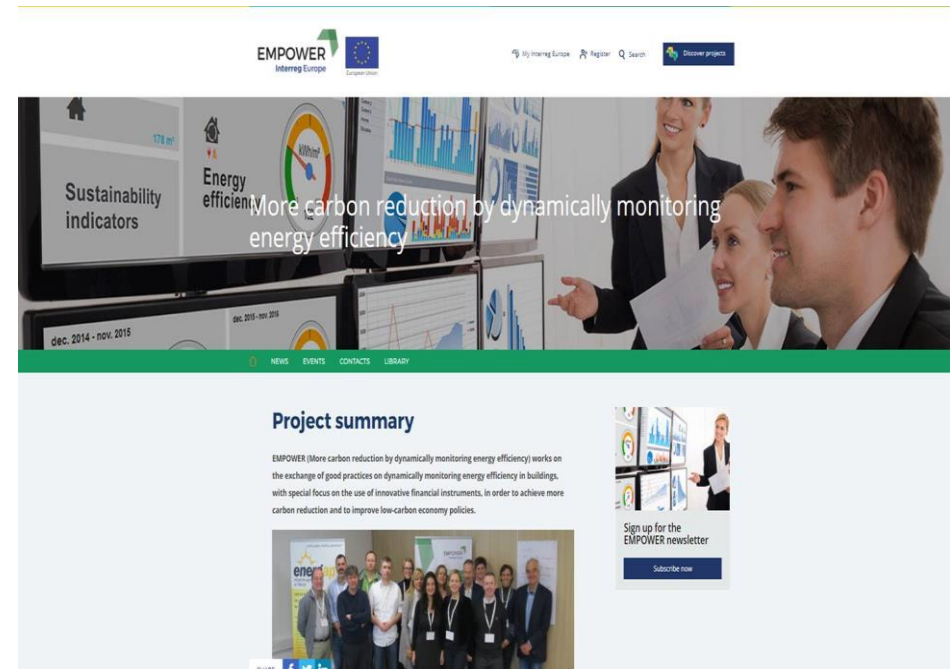 EMPOWER
Interreg Europe
European Union
My Interreg Europe Register Search Discover projects
178 m²
Sustainability
indicators
Energy
efficiency
kWh/m²
More carbon reduction by dynamically monitoring
energy efficiency
dec. 2014 - nov. 2015
dec. 2015 - nov. 2016
NEWS EVENTS CONTACTS LIBRARY
Project summary
EMPOWER (More carbon reduction by dynamically monitoring energy efficiency) works on
the exchange of good practices on dynamically monitoring energy efficiency in buildings,
with special focus on the use of innovative financial instruments, in order to achieve more
carbon reduction and to improve low-carbon economy policies.
EMPOWER
Sign up for the
EMPOWER newsletter
Subscribe now